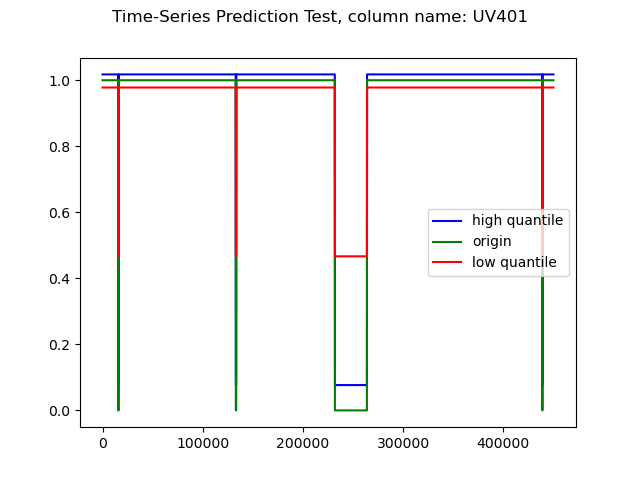 Time-Series Prediction Test, column name: UV401
1.0
0.8
0.6
0.4
0.2
0.0
high quantile
origin
low quantile
0
100000
200000
300000
400000